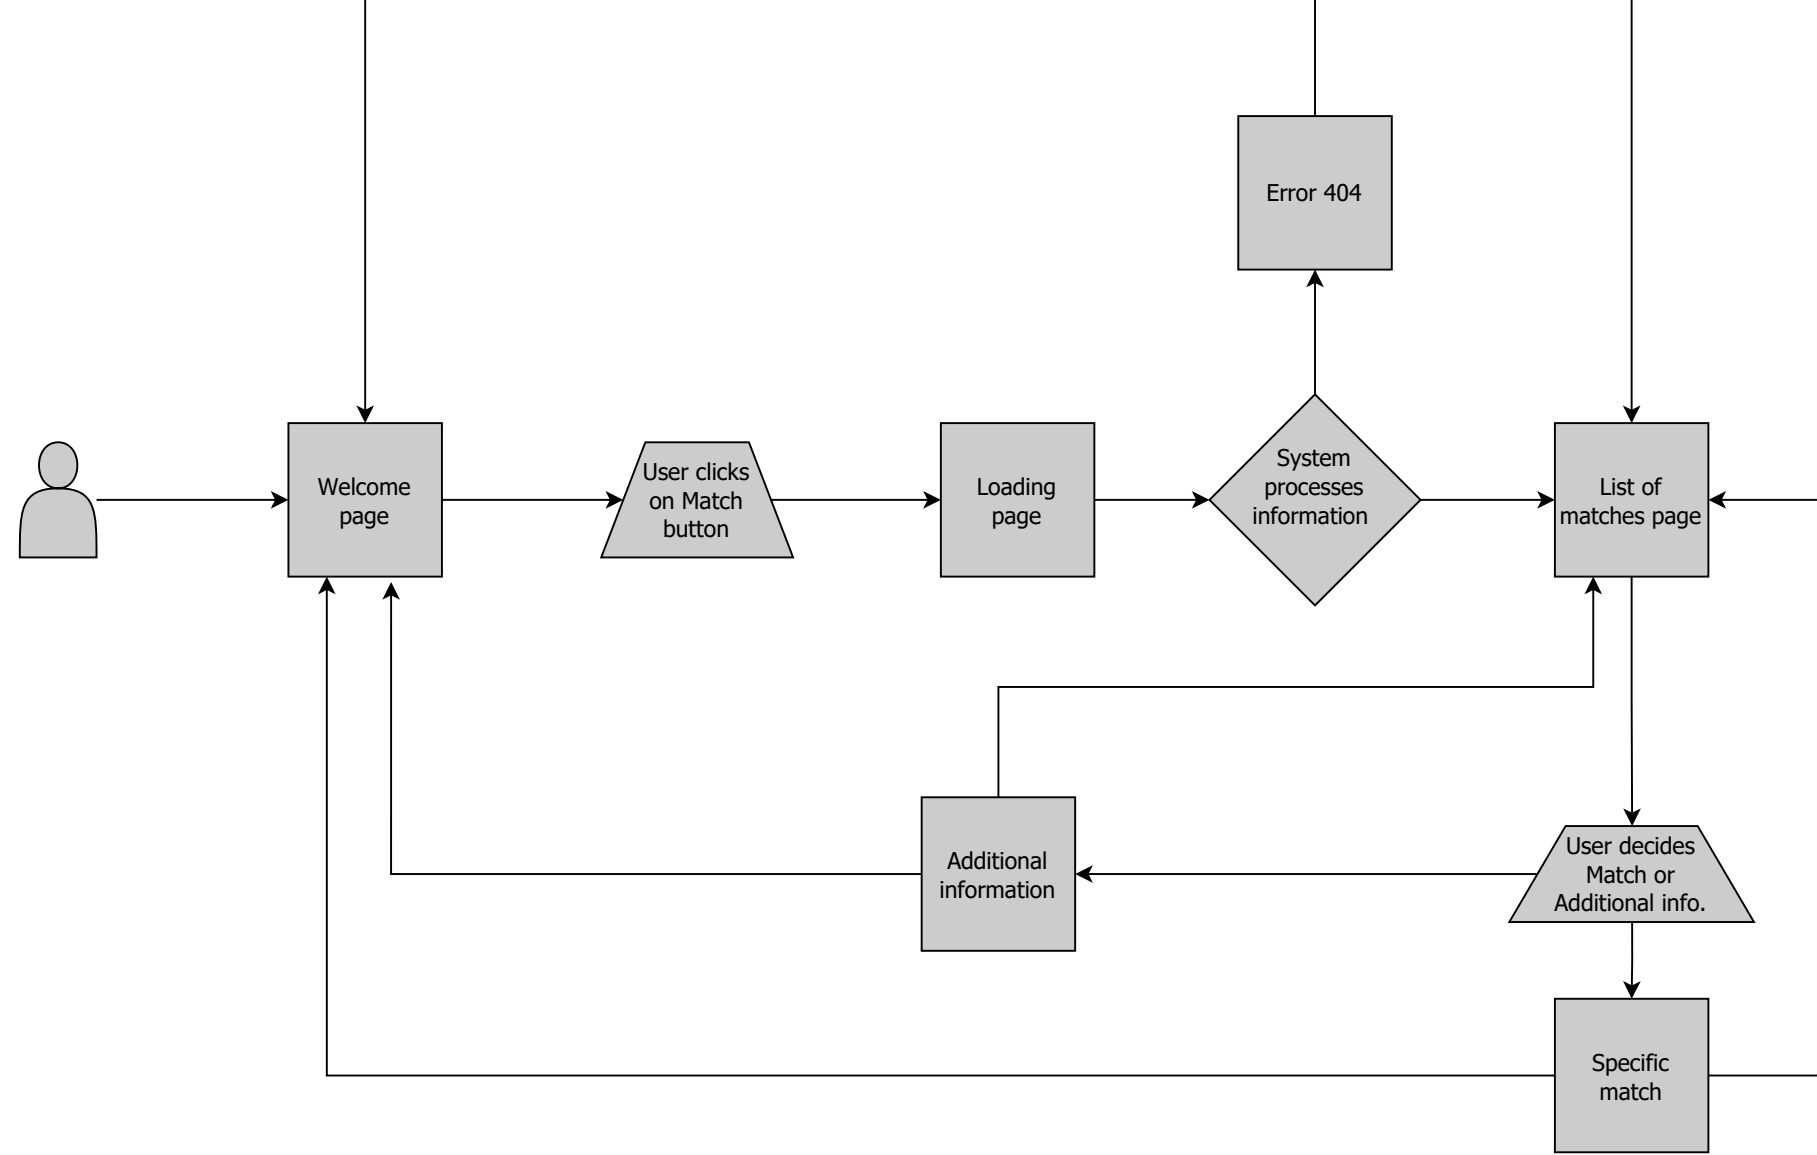 Error 404
Welcome
page
User clicks
on Match
button
Loading
page
System
processes
information
List of
matches page
Additional
information
User decides
Match or
Additional info.
Specific
match